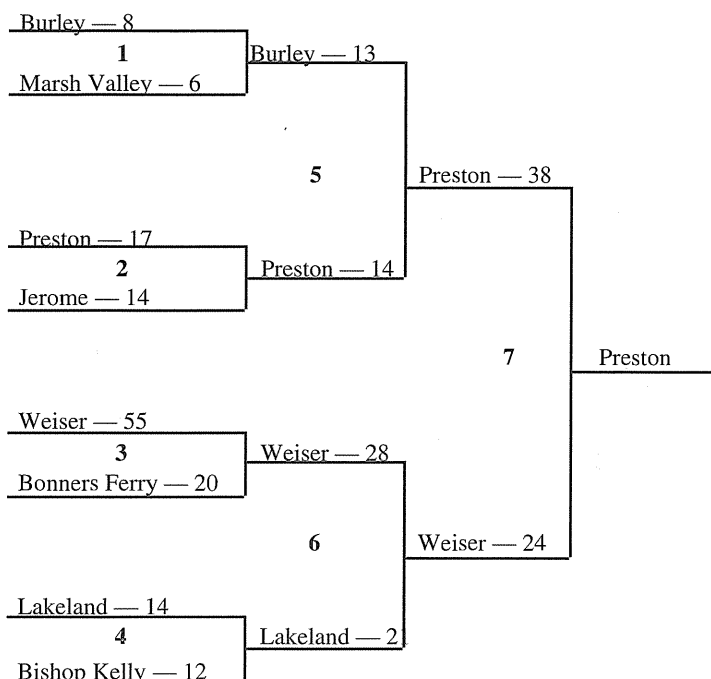 Burley — 8
1
Marsh Valley — 6
Burley — 13
5
Preston — 38
Preston — 17
2
Jerome — 14
Preston — 14
7
Preston
Weiser — 55
3
Bonners Ferry — 20
Weiser — 28
6
Weiser — 24
Lakeland — 14
4
Bishop Kelly — 12
Lakeland —